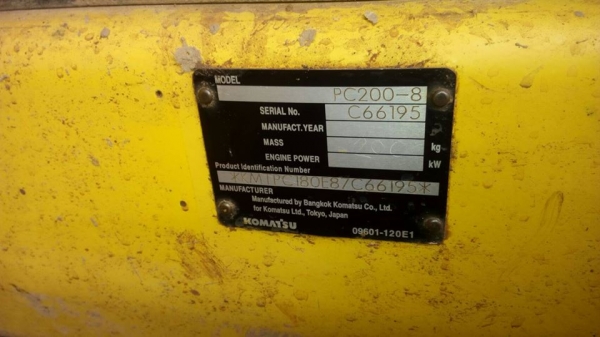 MODEL PC200-8
SERIAL No. C66195
MANUFACT.YEAR
MASS kg
ENGINE POWER kW
Product Identification Number
MANUFACTURER
Manufactured by Bangkok Komatsu Co., Ltd.
for Komatsu Ltd., Tokyo, Japan
KOMATSU 09601-120E1